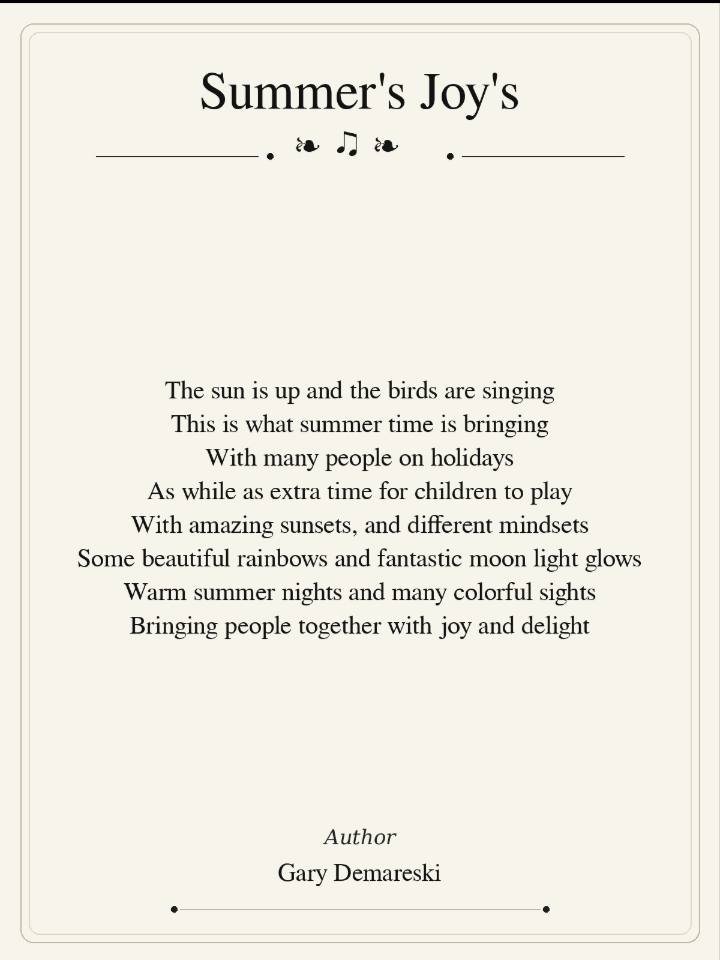 Summer's Joy's
❧ ♫ ❧
The sun is up and the birds are singing
This is what summer time is bringing
With many people on holidays
As while as extra time for children to play
With amazing sunsets, and different mindsets
Some beautiful rainbows and fantastic moon light glows
Warm summer nights and many colorful sights
Bringing people together with joy and delight
Author
Gary Demareski